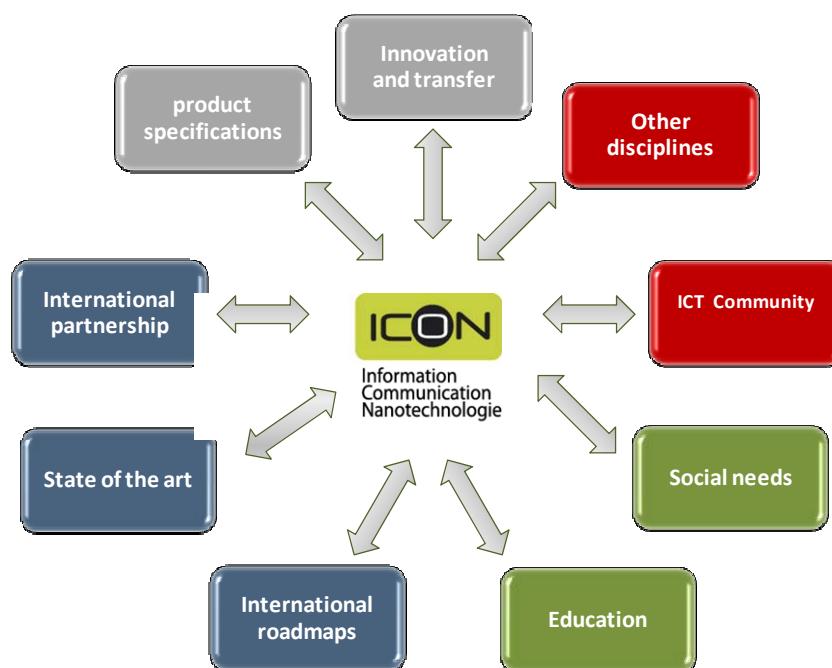 Innovation
and transfer
product
specifications
Other
disciplines
International
partnership
ICON
Information
Communication
Nanotechnologie
ICT Community
State of the art
Social needs
International
roadmaps
Education